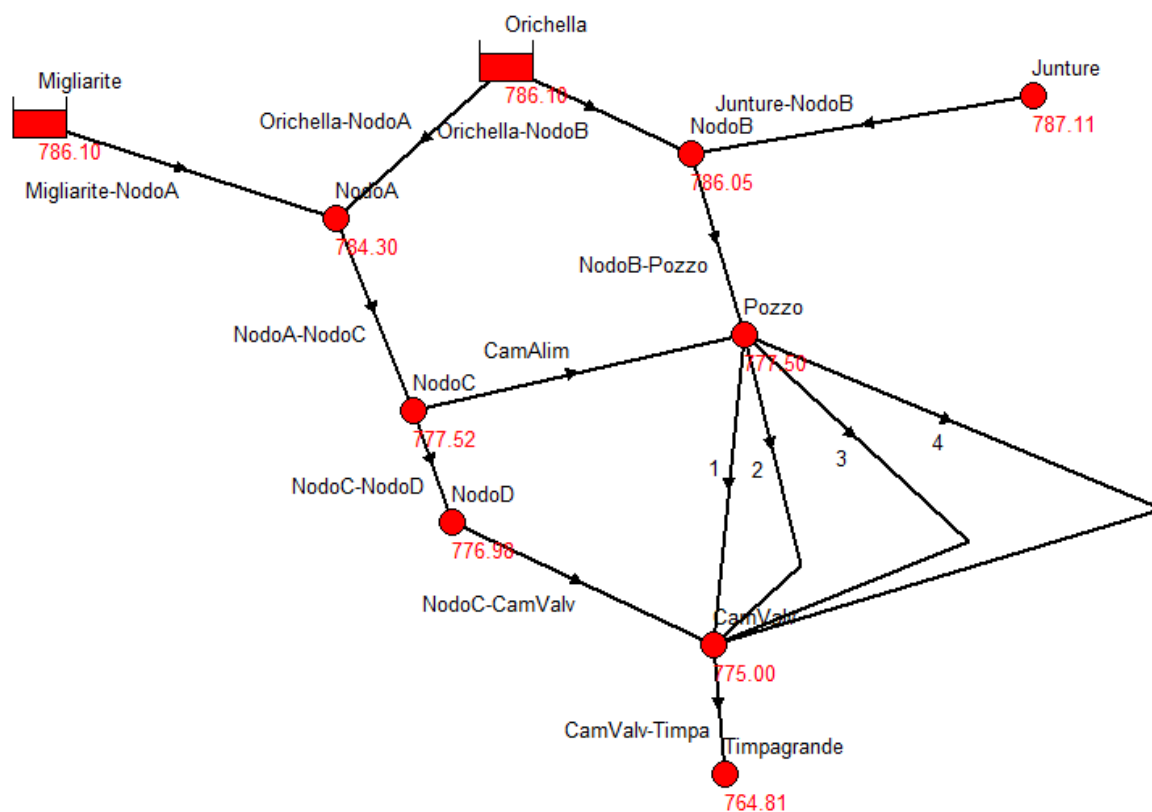 Orichella
786.10
Migliarite
786.10
Junture
787.11
Orichella-NodoA
Orichella-NodoB
Junture-NodoB
NodoB
786.05
Migliarite-NodoA
NodoA
784.30
NodoB-Pozzo
Pozzo
777.50
NodoA-NodoC
CamAlim
NodoC
777.52
1
2
3
4
NodoC-NodoD
NodoD
776.98
NodoC-CamValv
CamValv
775.00
CamValv-Timpa
Timpagrande
764.81